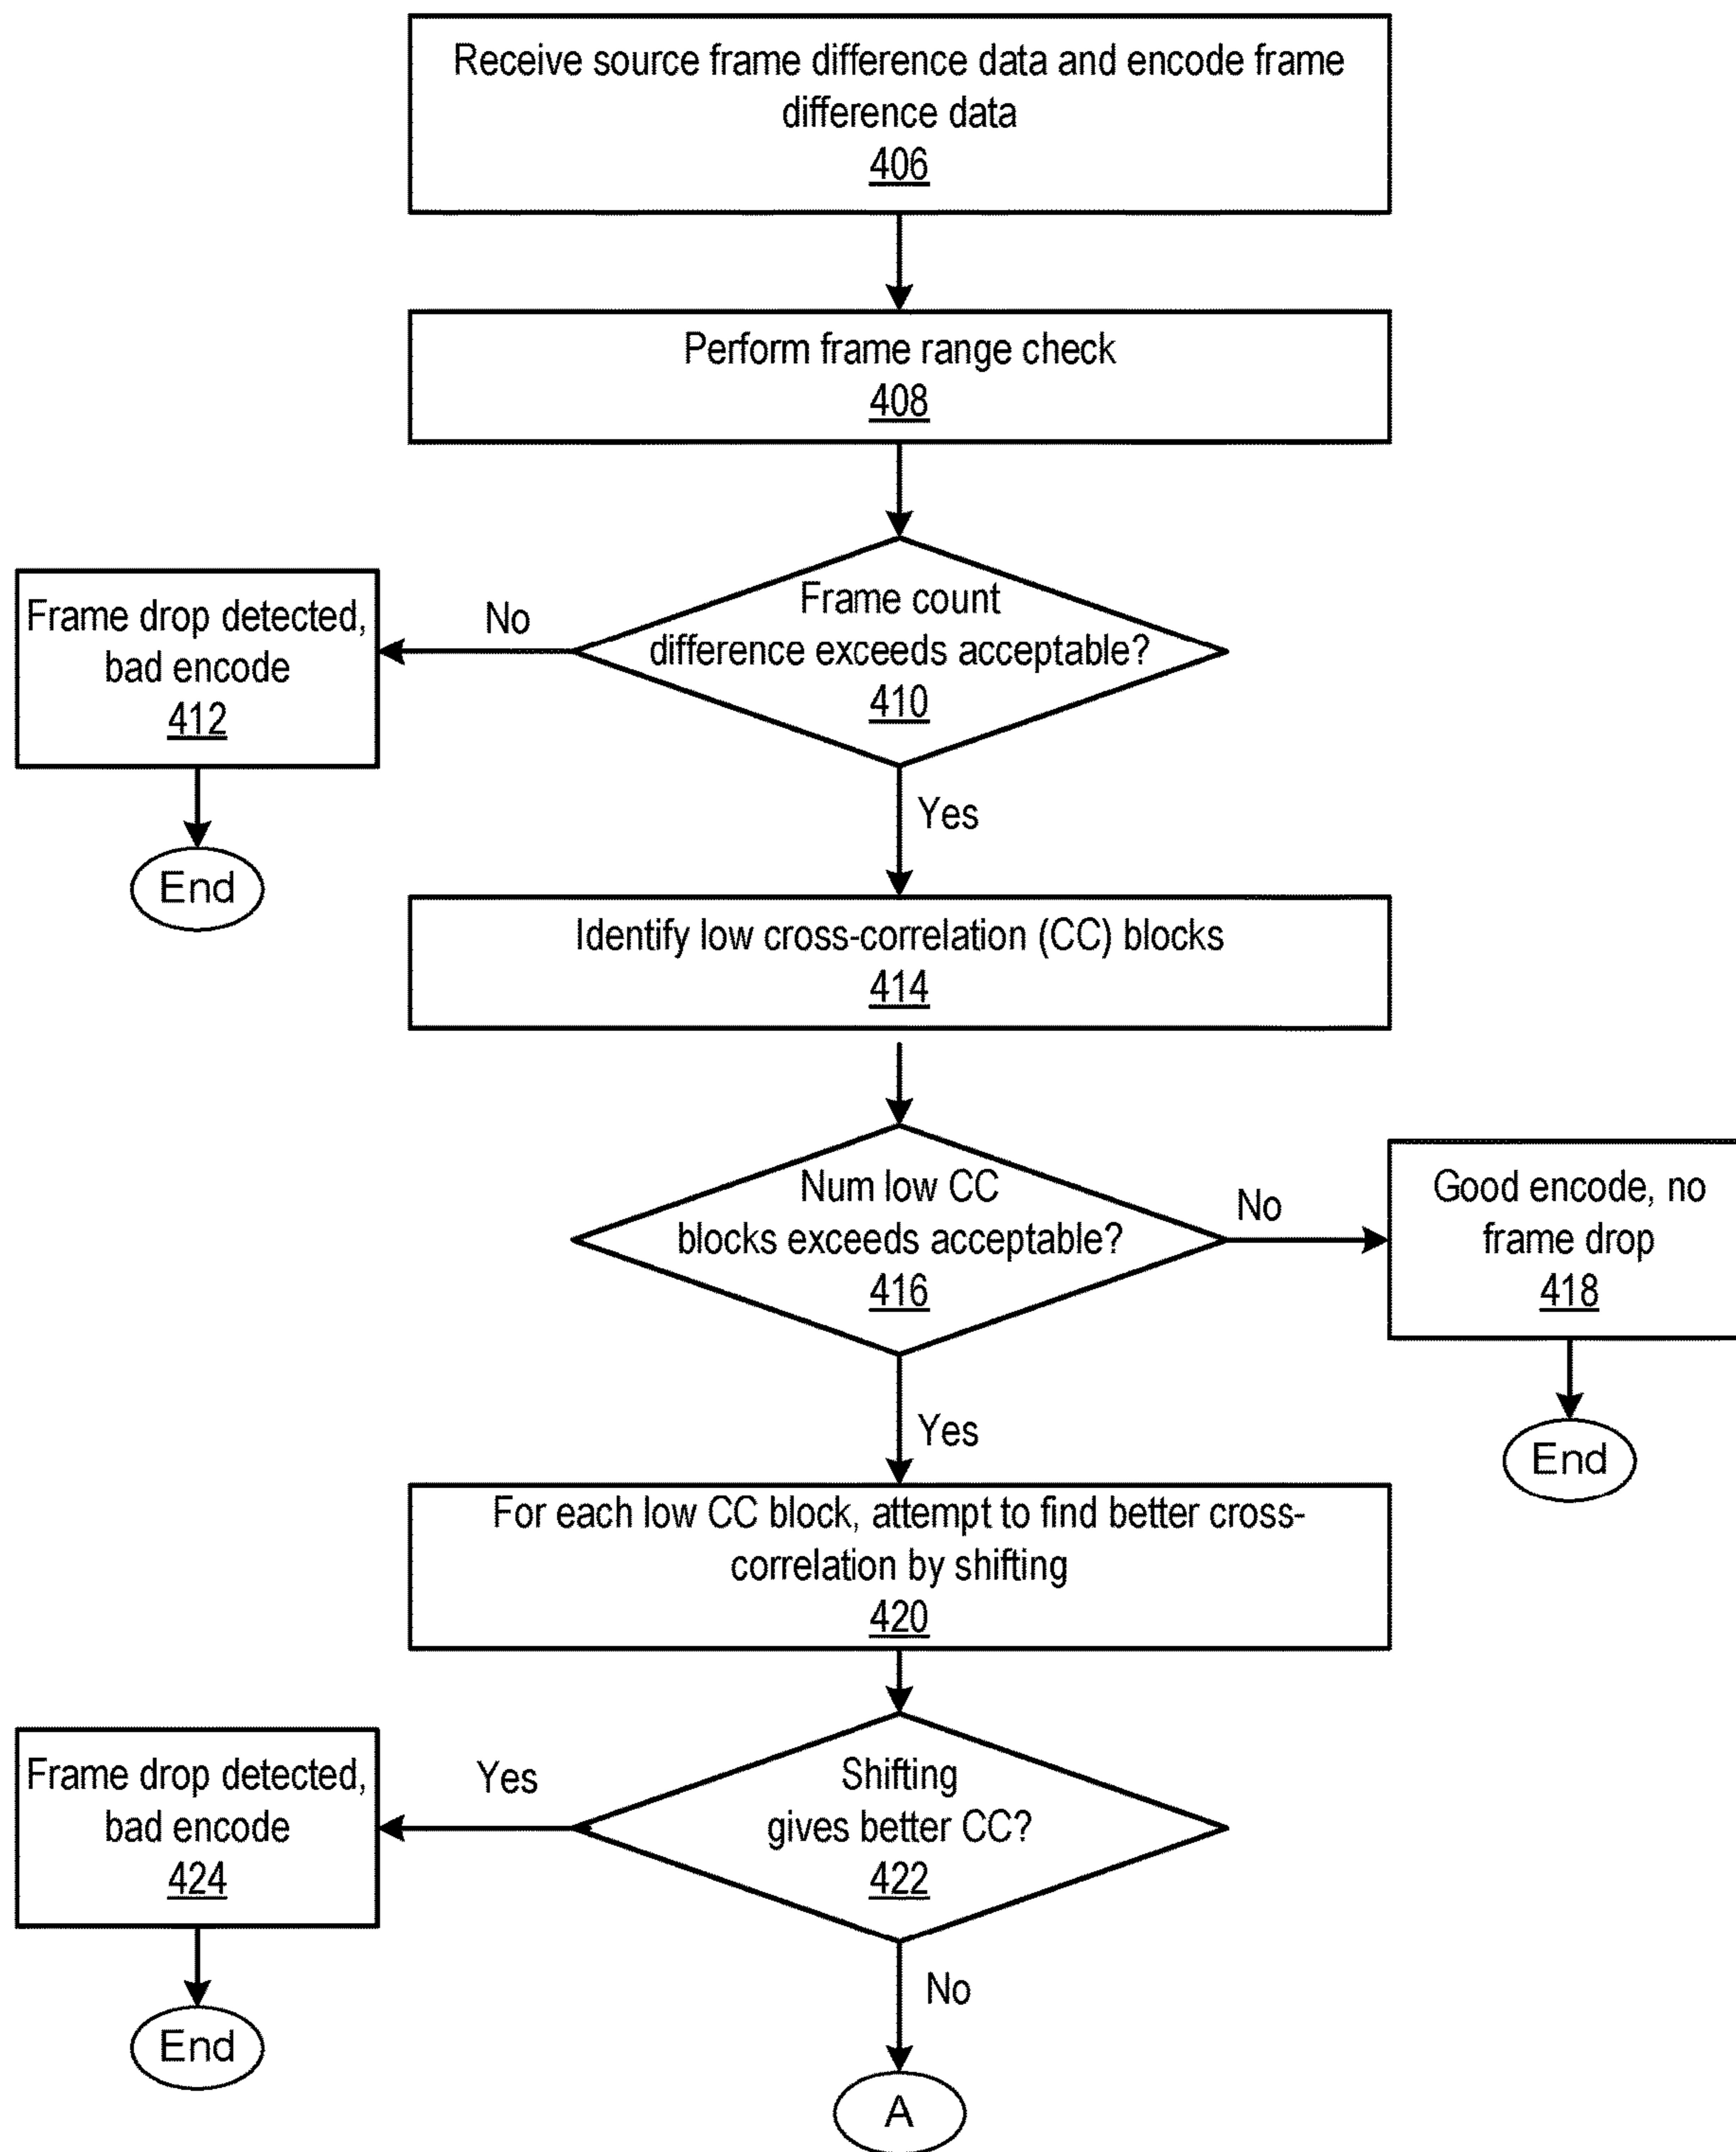 Receive source frame difference data and encode frame
difference data
406
Perform frame range check
408
Frame count
difference exceeds acceptable?
410
No
Frame drop detected,
bad encode
412
End
Yes
Identify low cross-correlation (CC) blocks
414
Num low CC
blocks exceeds acceptable?
416
No
Good encode, no
frame drop
418
End
Yes
For each low CC block, attempt to find better cross-
correlation by shifting
420
Shifting
gives better CC?
422
Yes
Frame drop detected,
bad encode
424
End
No
A